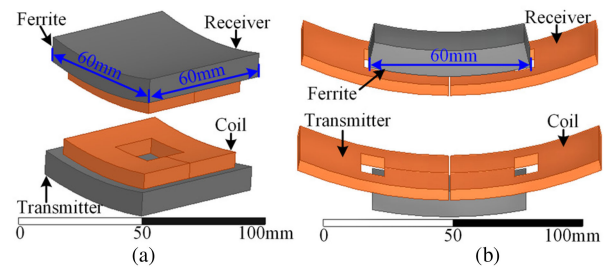 Ferrite
Receiver
60mm
60mm
Coil
Transmitter
0
50
100mm
(a)
Receiver
60mm
Ferrite
Transmitter
Coil
0
50
100mm
(b)